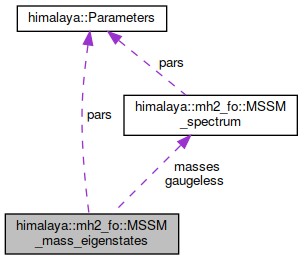 himalaya::Parameters
pars
himalaya::mh2_fo::MSSM
_spectrum
pars
masses
gaugeless
himalaya::mh2_fo::MSSM
_mass_eigenstates